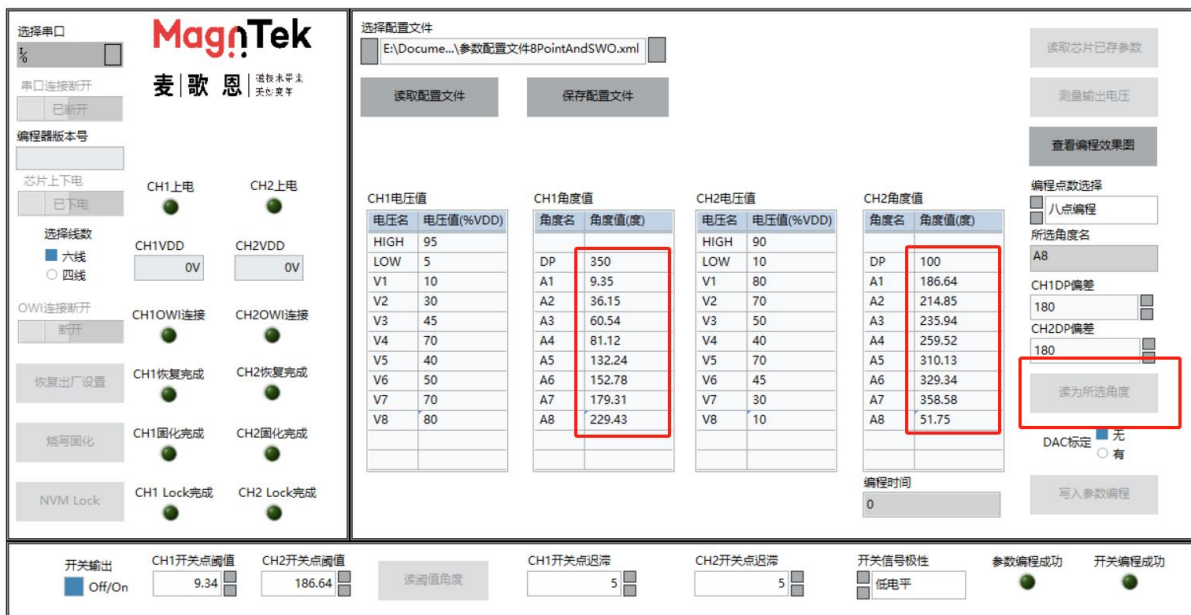 选择串口
MagnTek
麦歌恩
串口连接断开
已断开
编程器版本号
芯片上下电
已下电
CH1上电 CH2上电
选择线数
六线
四线
CH1VDD CH2VDD
0V 0V
OWI连接断开
断开
CH1OWI连接 CH2OWI连接
恢复出厂设置
CH1恢复完成 CH2恢复完成
烧写固化
CH1固化完成 CH2固化完成
NVM Lock
CH1 Lock完成 CH2 Lock完成
选择配置文件
E:\Docume...\参数配置文件8PointAndSWO.xml
读取配置文件 保存配置文件
CH1电压值
电压名 电压值(%VDD)
HIGH 95
LOW 5
V1 10
V2 30
V3 45
V4 70
V5 40
V6 50
V7 70
V8 80
CH1角度值
角度名 角度值(度)
DP 350
A1 9.35
A2 36.15
A3 60.54
A4 81.12
A5 132.24
A6 152.78
A7 179.31
A8 229.43
CH2电压值
电压名 电压值(%VDD)
HIGH 90
LOW 10
V1 80
V2 70
V3 50
V4 40
V5 70
V6 45
V7 30
V8 10
CH2角度值
角度名 角度值(度)
DP 100
A1 186.64
A2 214.85
A3 235.94
A4 259.52
A5 310.13
A6 329.34
A7 358.58
A8 51.75
编程时间
0
读取芯片已存参数
测量输出电压
查看编程效果图
编程点数选择
八点编程
所选角度名
A8
CH1DP偏差
180
CH2DP偏差
180
读为所选角度
DAC标定
无
有
写入参数编程
开关输出
Off/On
CH1开关点阈值
9.34
CH2开关点阈值
186.64
读阈值角度
CH1开关点迟滞
5
CH2开关点迟滞
5
开关信号极性
低电平
参数编程成功
开关编程成功